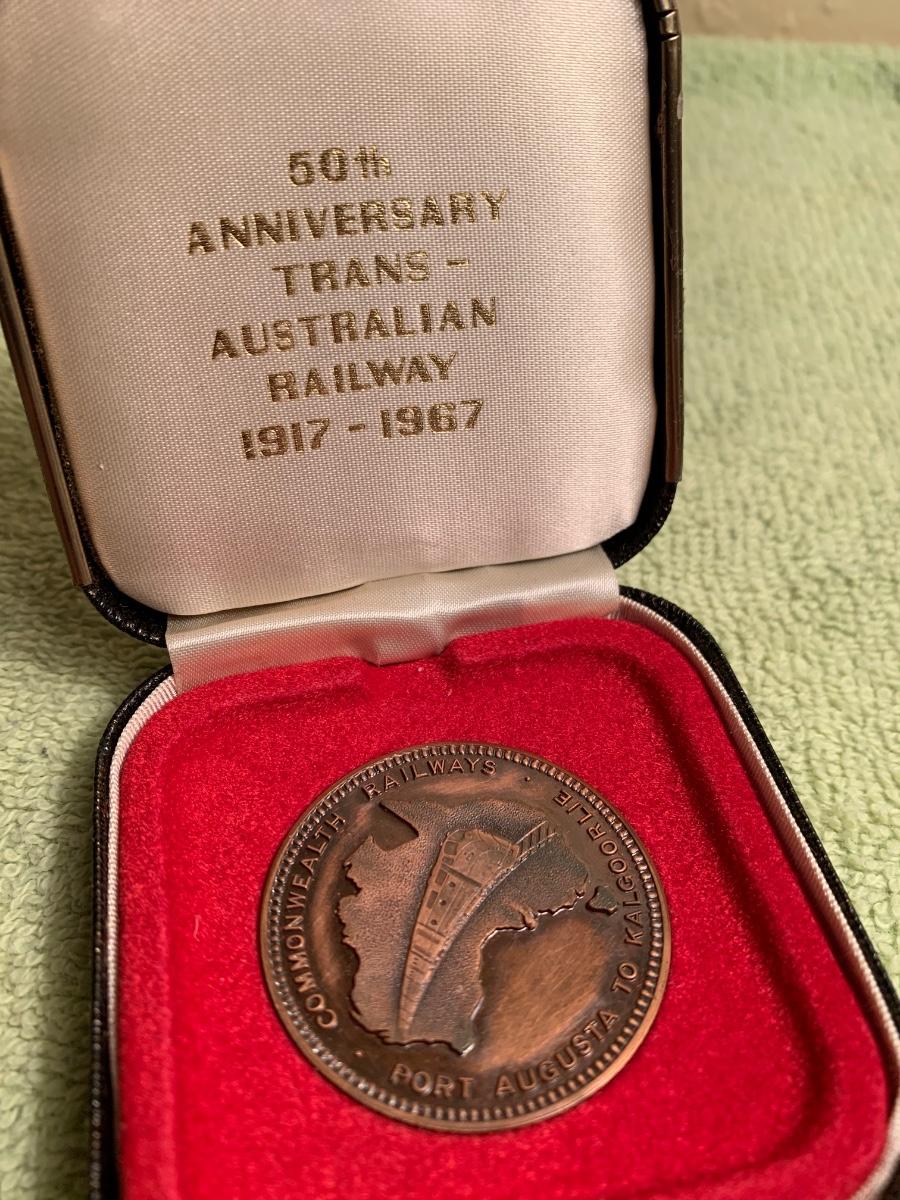 50th
ANNIVERSARY
TRANS -
AUSTRALIAN
RAILWAY
1917 - 1967
COMMONWEALTH RAILWAYS
PORT AUGUSTA TO KALGOORLIE